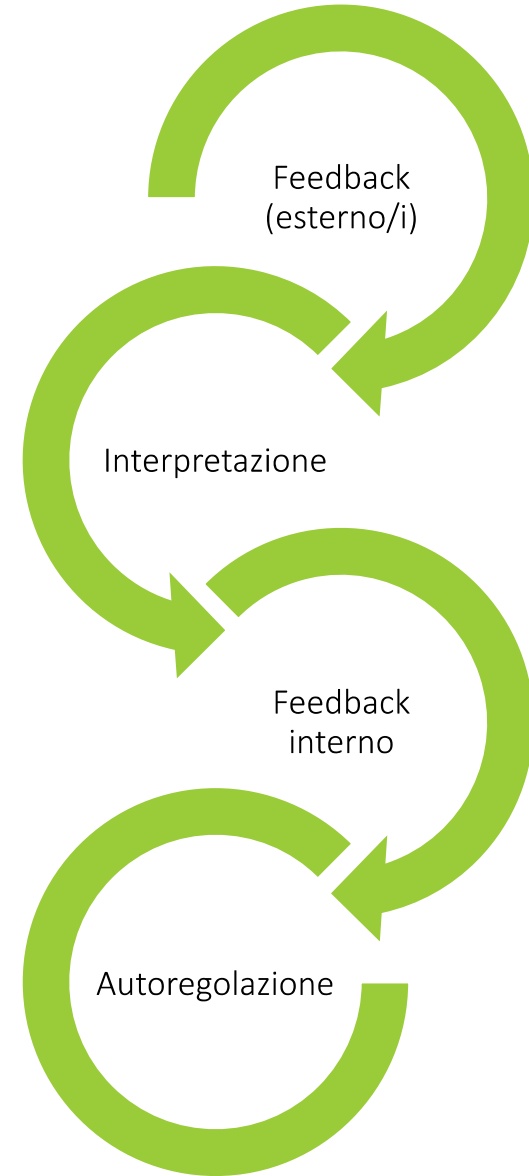 Feedback
(esterno/i)
Interpretazione
Feedback
interno
Autoregolazione